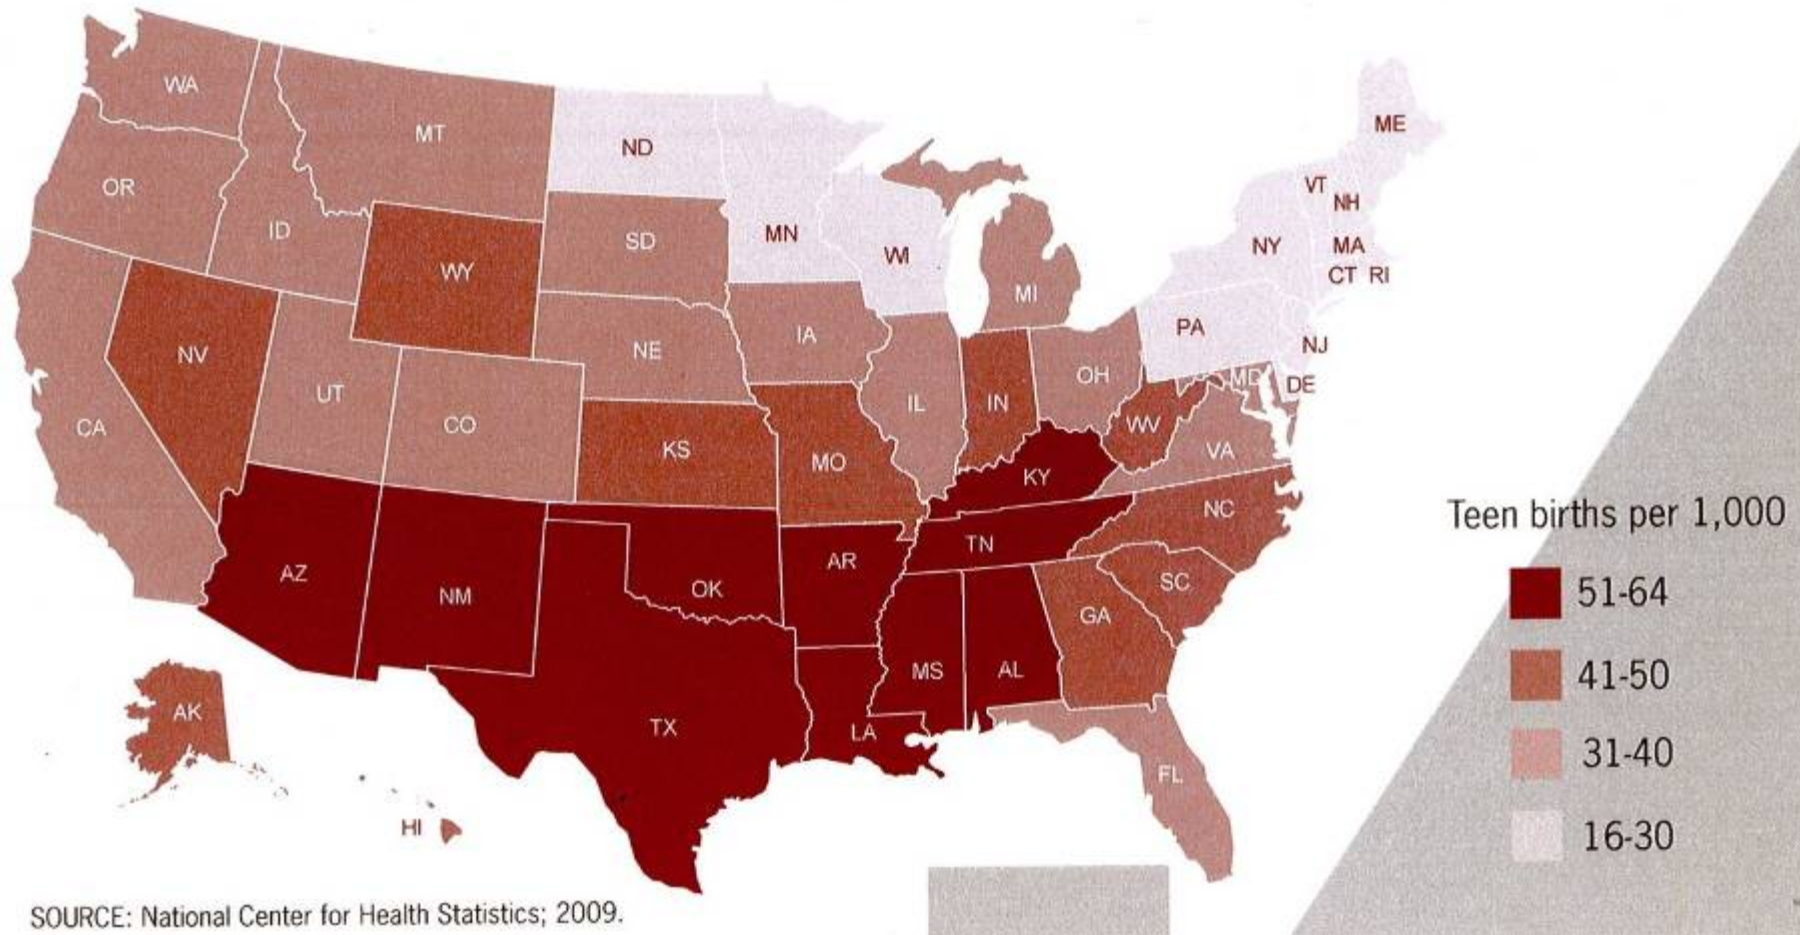 WA
MT
ND
ME
OR
ID
SD
MN
WI
VT
NH
NY
MA
CT RI
WY
MI
PA
NV
NE
IA
NJ
UT
CO
IL
IN
OH
MD
DE
CA
KS
MO
WV
VA
KY
NC
AZ
NM
OK
AR
TN
SC
GA
TX
LA
MS
AL
FL
AK
HI
Teen births per 1,000
51-64
41-50
31-40
16-30
SOURCE: National Center for Health Statistics; 2009.